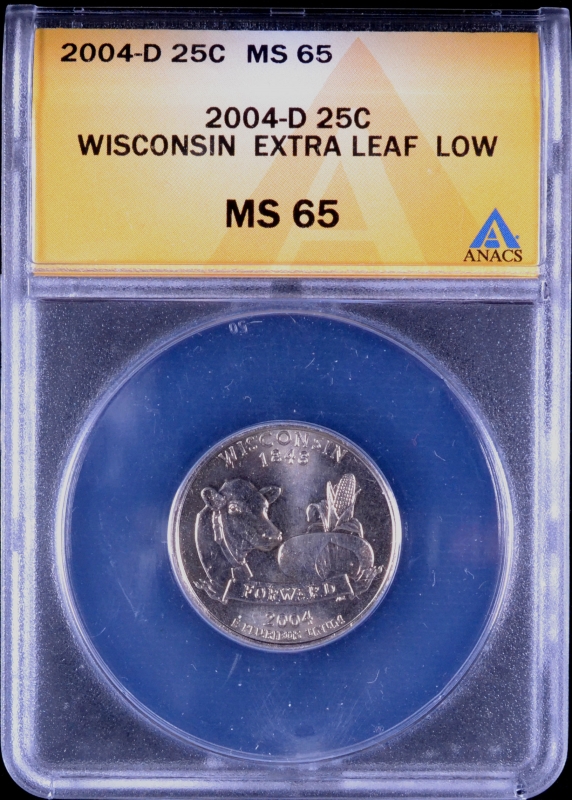 2004-D 25C MS 65
2004-D 25C
WISCONSIN EXTRA LEAF LOW
MS 65
ANACS
WISCONSIN
1848
FORWARD
2004